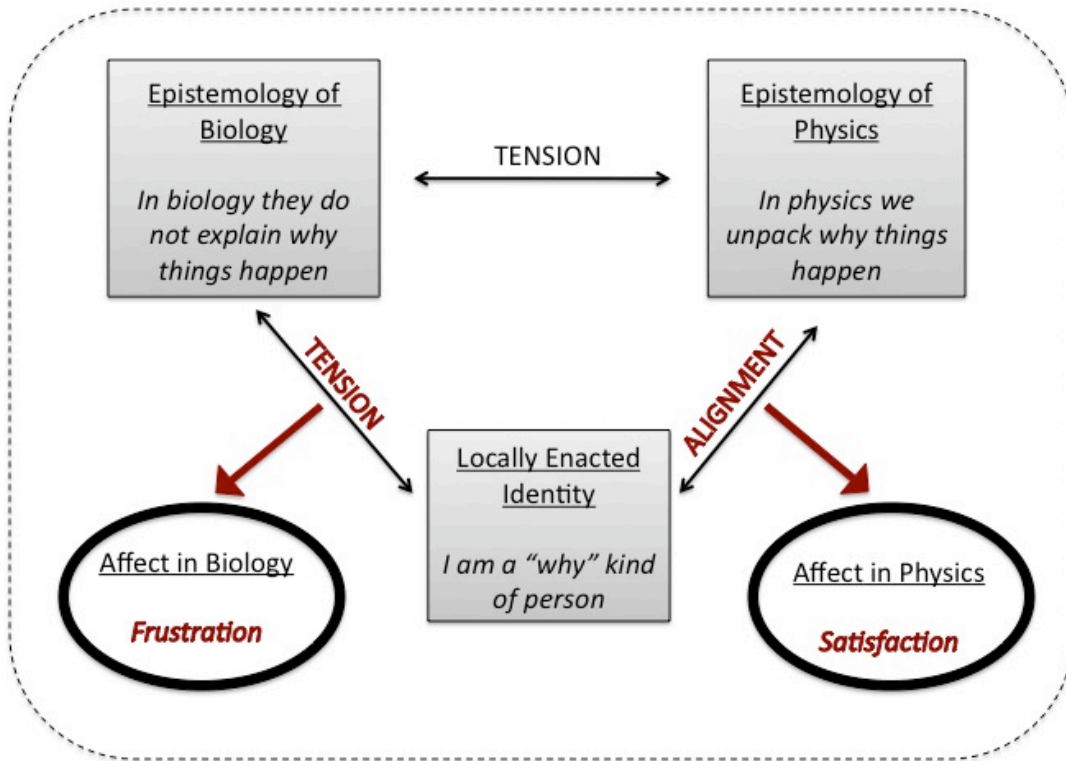 Epistemology of
Biology
In biology they do
not explain why
things happen
TENSION
Epistemology of
Physics
In physics we
unpack why things
happen
TENSION
ALIGNMENT
Locally Enacted
Identity
I am a “why” kind
of person
Affect in Biology
Frustration
Affect in Physics
Satisfaction